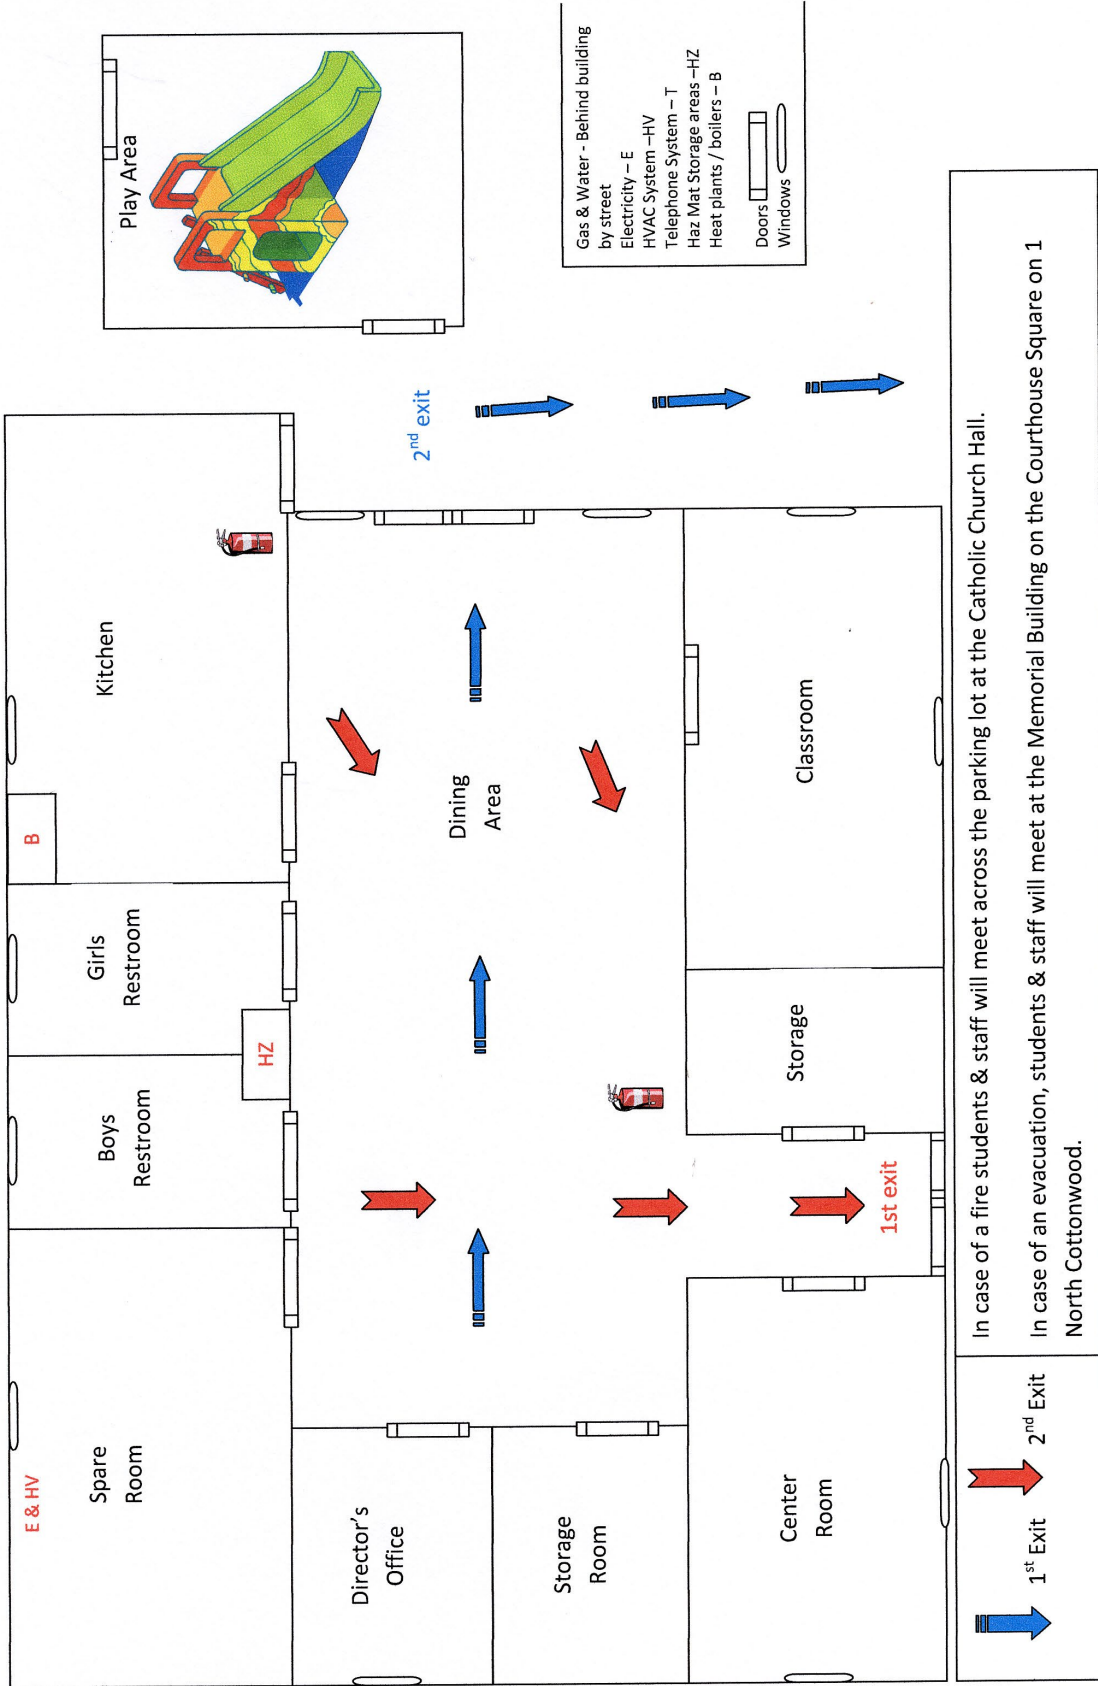 Play Area
Gas & Water - Behind building
by street
Electricity – E
HVAC System –HV
Telephone System – T
Haz Mat Storage areas –HZ
Heat plants / boilers – B
Doors
Windows
E & HV
Spare
Room
Boys
Restroom
HZ
Girls
Restroom
B
Kitchen
2nd exit
Director's
Office
Storage
Room
Dining
Area
Center
Room
1st exit
Storage
Classroom
1st Exit
2nd Exit
In case of a fire students & staff will meet across the parking lot at the Catholic Church Hall.
In case of an evacuation, students & staff will meet at the Memorial Building on the Courthouse Square on 1
North Cottonwood.